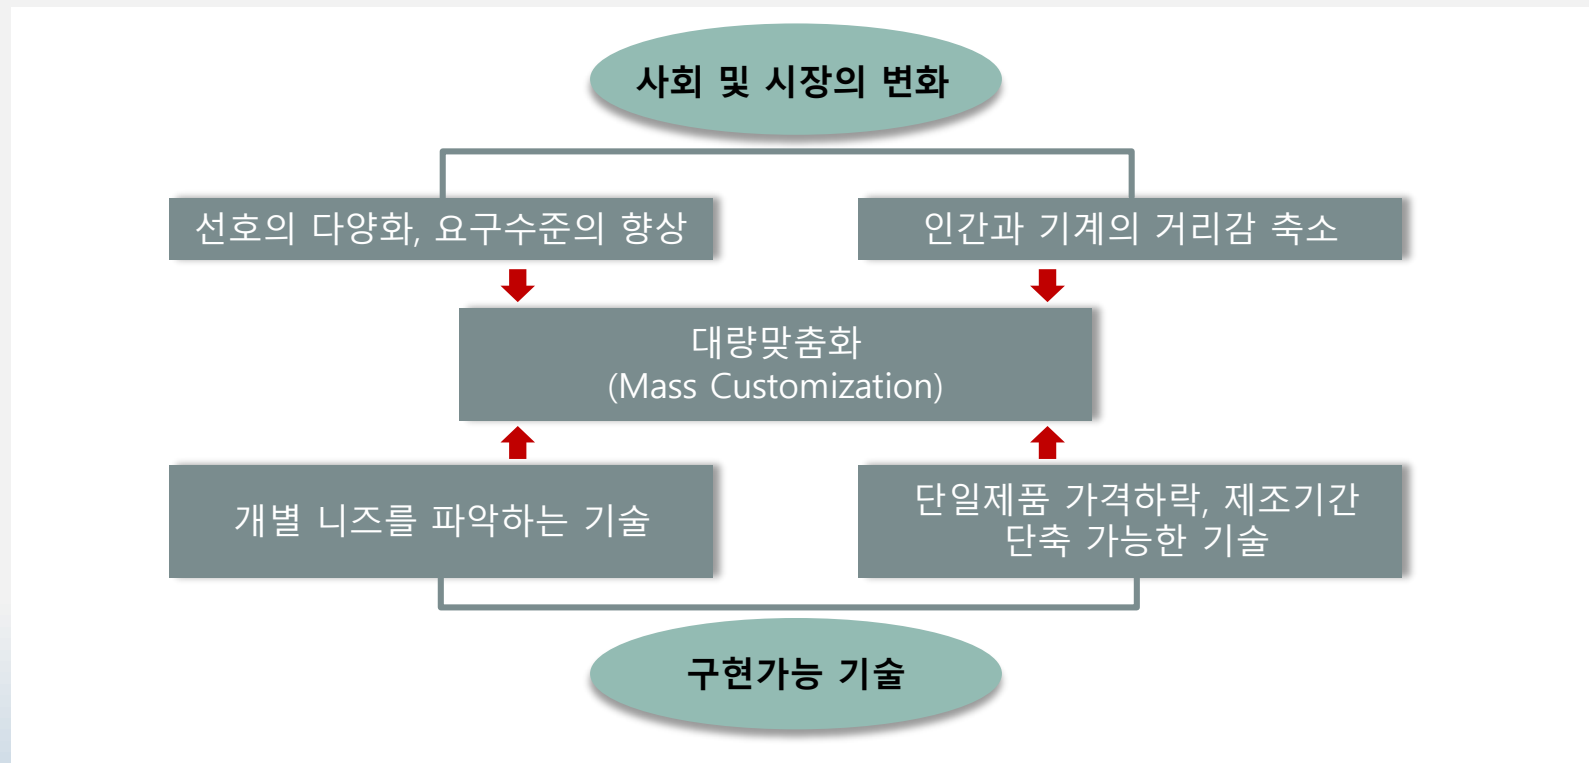 사회 및 시장의 변화
선호의 다양화, 요구수준의 향상
인간과 기계의 거리감 축소
대량맞춤화
(Mass Customization)
개별 니즈를 파악하는 기술
단일제품 가격하락, 제조기간
단축 가능한 기술
구현가능 기술